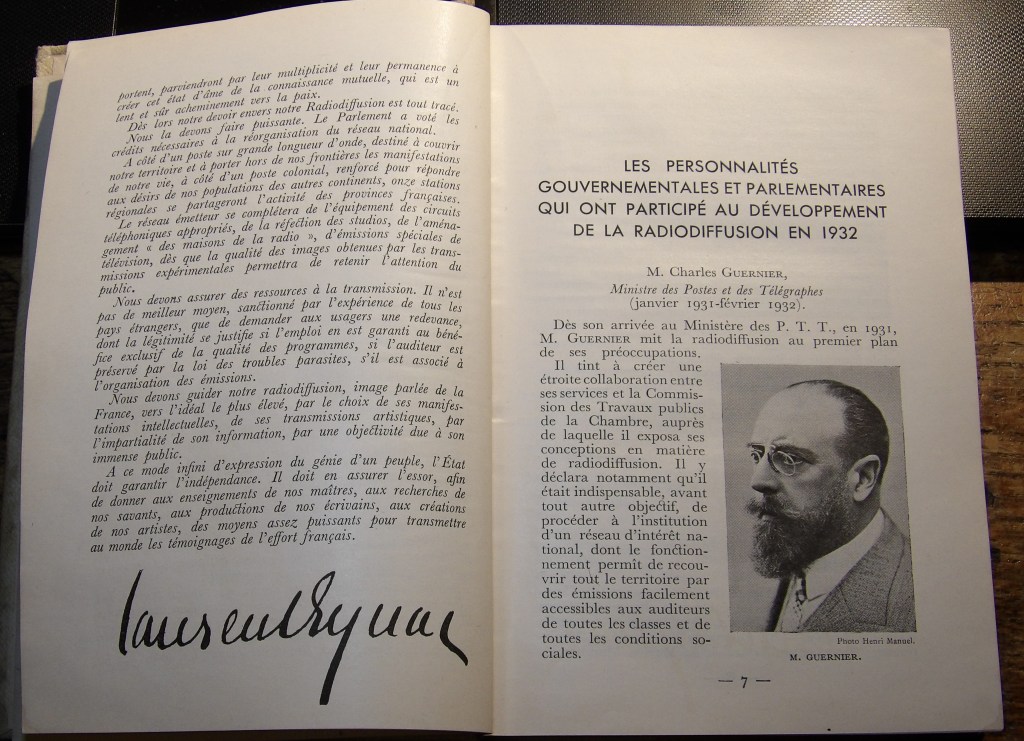 portent, parviendront par leur multiplicité et leur permanence à
créer cet état d'âme de la connaissance mutuelle, qui est un
lent et sûr acheminement vers la paix.
Dès lors notre devoir envers notre Radiodiffusion est tout tracé.
Nous la devons faire puissante. Le Parlement a voté les
crédits nécessaires à la réorganisation du réseau national.
A côté d'un poste sur grande longueur d'onde, destiné à couvrir
notre territoire et à porter hors de nos frontières les manifestations
de notre vie, à côté d'un poste colonial, renforcé pour répondre
aux désirs de nos populations des autres continents, onze stations
régionales se partageront l'activité des provinces françaises.
Le réseau émetteur se complétera de l'équipement des circuits
téléphoniques appropriés, de la réfection des studios, de l'aména-
gement « des maisons de la radio », d'émissions spéciales de
télévision, dès que la qualité des images obtenues par les trans-
missions expérimentales permettra de retenir l'attention du
public.
Nous devons assurer des ressources à la transmission. Il n'est
pas de meilleur moyen, sanctionné par l'expérience de tous les
pays étrangers, que de demander aux usagers une redevance,
dont la légitimité se justifie si l'emploi en est garanti au béné-
fice exclusif de la qualité des programmes, si l'auditeur est
préservé par la loi des troubles parasites, s'il est associé à
l'organisation des émissions.
Nous devons guider notre radiodiffusion, image parlée de la
France, vers l'idéal le plus élevé, par le choix de ses manifes-
tations intellectuelles, de ses transmissions artistiques, par
l'impartialité de son information, par une objectivité due à son
immense public.
A ce mode infini d'expression du génie d'un peuple, l'État
doit garantir l'indépendance. Il doit en assurer l'essor, afin
de donner aux enseignements de nos maîtres, aux recherches de
nos savants, aux productions de nos écrivains, aux créations
de nos artistes, des moyens assez puissants pour transmettre
au monde les témoignages de l'effort français.
Laurent Eynac
LES PERSONNALITÉS
GOUVERNEMENTALES ET PARLEMENTAIRES
QUI ONT PARTICIPÉ AU DÉVELOPPEMENT
DE LA RADIODIFFUSION EN 1932
M. Charles GUERNIER,
Ministre des Postes et des Télégraphes
(janvier 1931-février 1932).
Dès son arrivée au Ministère des P. T. T., en 1931,
M. GUERNIER mit la radiodiffusion au premier plan
de ses préoccupations.
Il tint à créer une
étroite collaboration entre
ses services et la Commis-
sion des Travaux publics
de la Chambre, auprès
de laquelle il exposa ses
conceptions en matière
de radiodiffusion. Il y
déclara notamment qu'il
était indispensable, avant
tout autre objectif, de
procéder à l'institution
d'un réseau d'intérêt na-
tional, dont le fonction-
nement permit de recou-
vrir tout le territoire par
des émissions facilement
accessibles aux auditeurs
de toutes les classes et de
toutes les conditions so-
ciales.
Photo Henri Manuel.
M. GUERNIER.
— 7 —